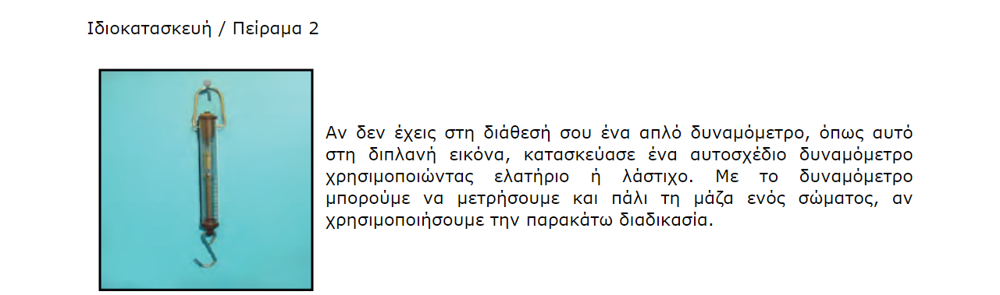 Ιδιοκατασκευή / Πείραμα 2
Αν δεν έχεις στη διάθεσή σου ένα απλό δυναμόμετρο, όπως αυτό
στη διπλανή εικόνα, κατασκεύασε ένα αυτοσχέδιο δυναμόμετρο
χρησιμοποιώντας ελατήριο ή λάστιχο. Με το δυναμόμετρο
μπορούμε να μετρήσουμε και πάλι τη μάζα ενός σώματος, αν
χρησιμοποιήσουμε την παρακάτω διαδικασία.